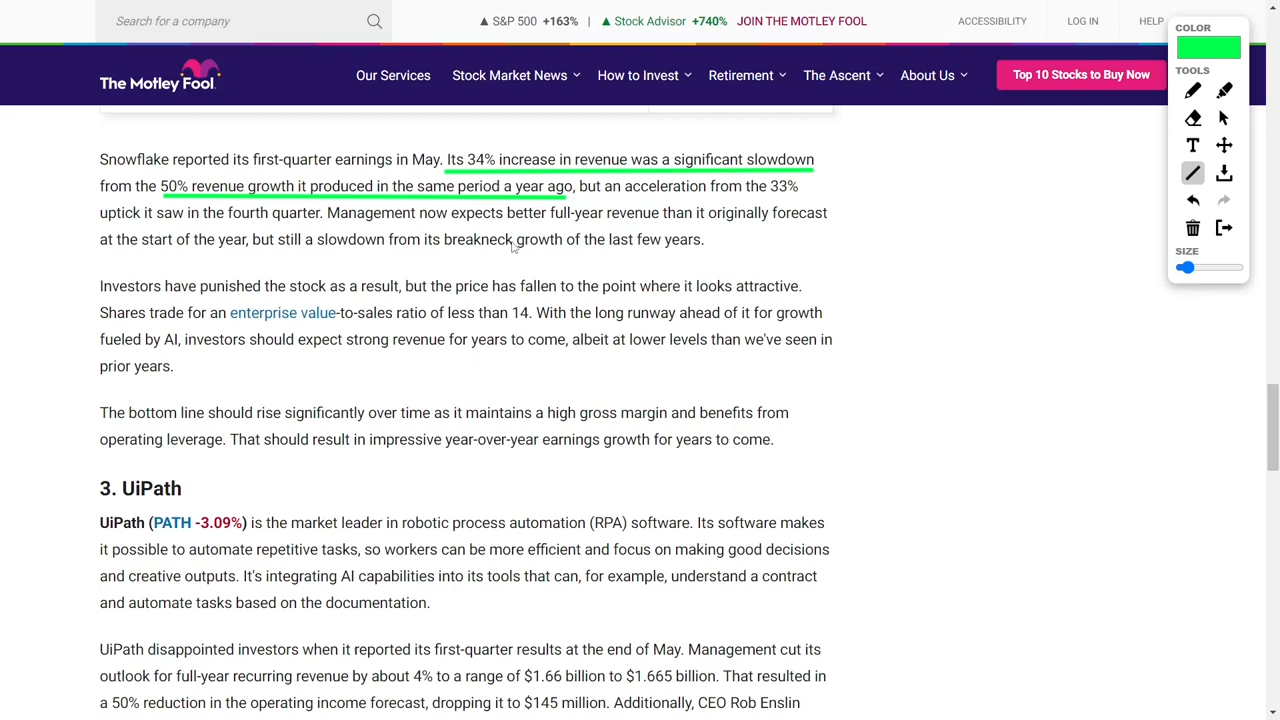 Search for a company
▲ S&P 500 +163% | ▲ Stock Advisor +740% JOIN THE MOTLEY FOOL
ACCESSIBILITY LOG IN HELP
The Motley Fool
Our Services Stock Market News How to Invest Retirement The Ascent About Us
Top 10 Stocks to Buy Now
COLOR
TOOLS
T
SIZE
Snowflake reported its first-quarter earnings in May. Its 34% increase in revenue was a significant slowdown
from the 50% revenue growth it produced in the same period a year ago, but an acceleration from the 33%
uptick it saw in the fourth quarter. Management now expects better full-year revenue than it originally forecast
at the start of the year, but still a slowdown from its breakneck growth of the last few years.
Investors have punished the stock as a result, but the price has fallen to the point where it looks attractive.
Shares trade for an enterprise value-to-sales ratio of less than 14. With the long runway ahead of it for growth
fueled by AI, investors should expect strong revenue for years to come, albeit at lower levels than we've seen in
prior years.
The bottom line should rise significantly over time as it maintains a high gross margin and benefits from
operating leverage. That should result in impressive year-over-year earnings growth for years to come.
3. UiPath
UiPath (PATH -3.09%) is the market leader in robotic process automation (RPA) software. Its software makes
it possible to automate repetitive tasks, so workers can be more efficient and focus on making good decisions
and creative outputs. It's integrating AI capabilities into its tools that can, for example, understand a contract
and automate tasks based on the documentation.
UiPath disappointed investors when it reported its first-quarter results at the end of May. Management cut its
outlook for full-year recurring revenue by about 4% to a range of $1.66 billion to $1.665 billion. That resulted in
a 50% reduction in the operating income forecast, dropping it to $145 million. Additionally, CEO Rob Enslin